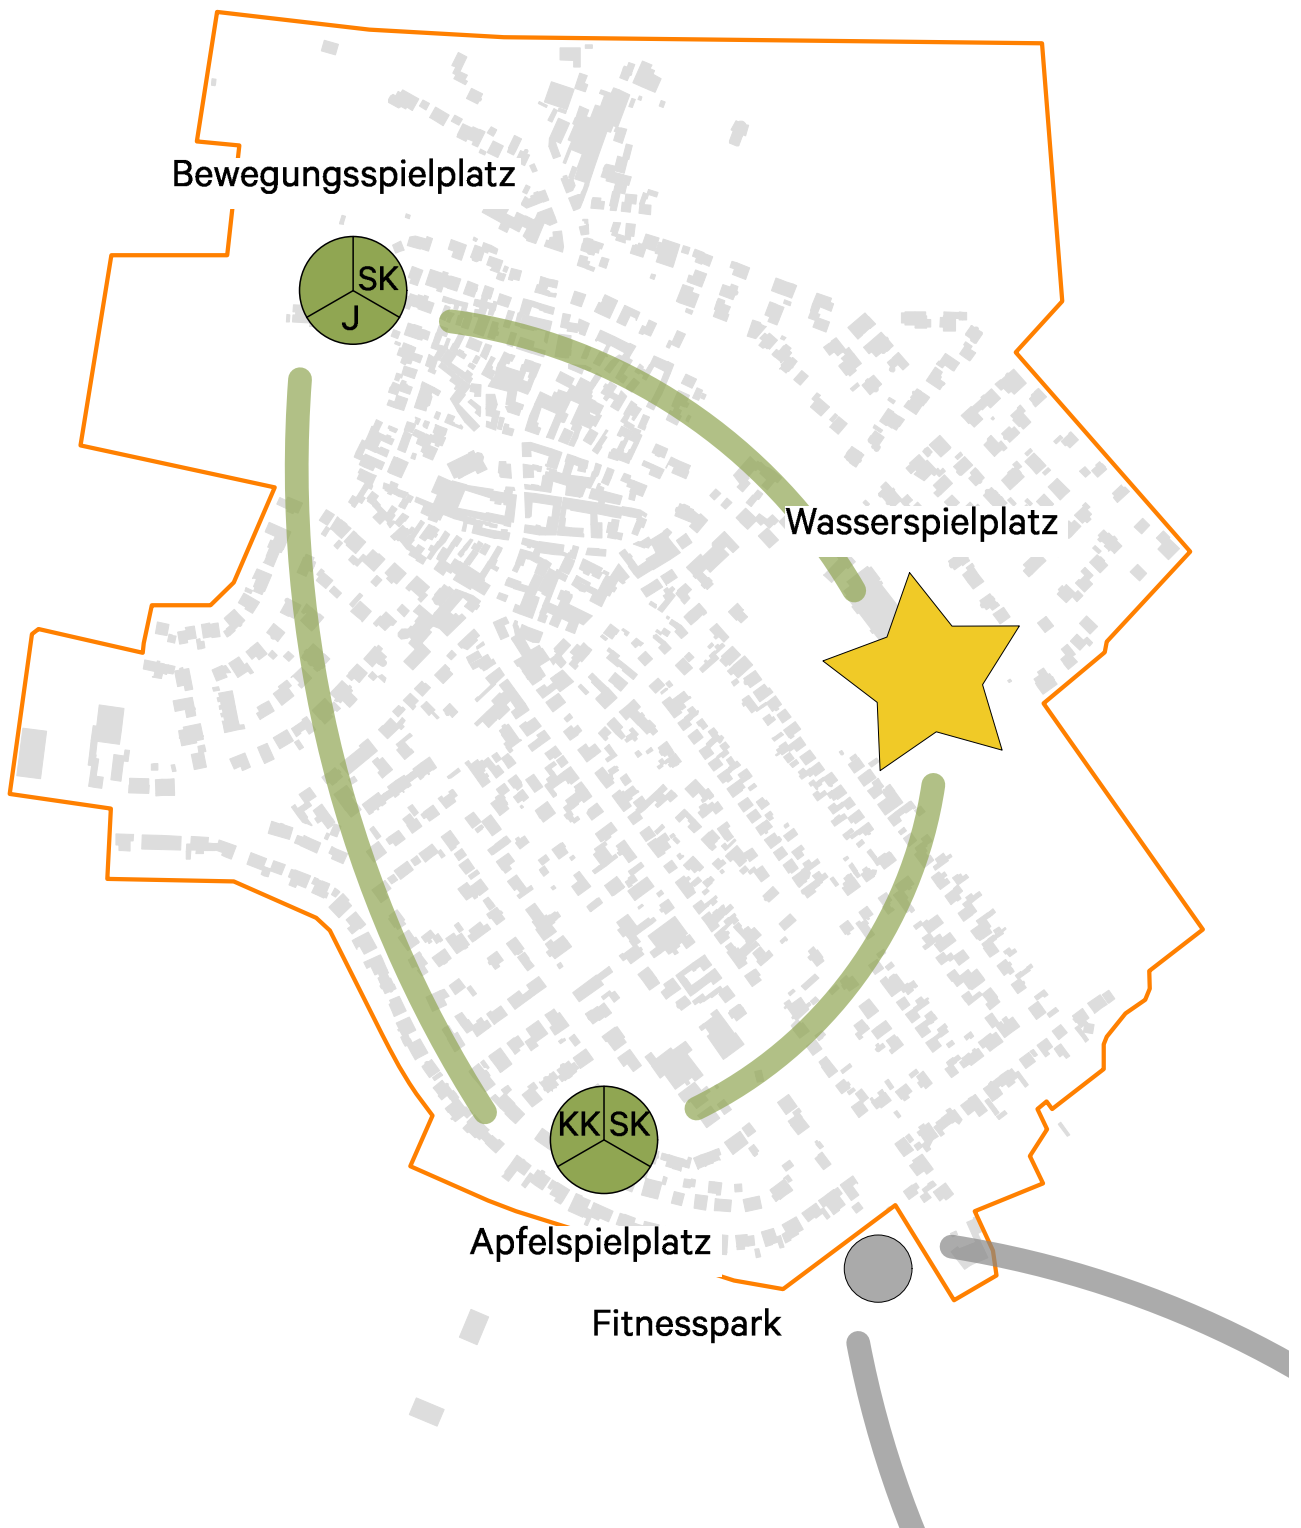 Bewegungsspielplatz
SK
J
Wasserspielplatz
KK SK
Apfelspielplatz
Fitnesspark